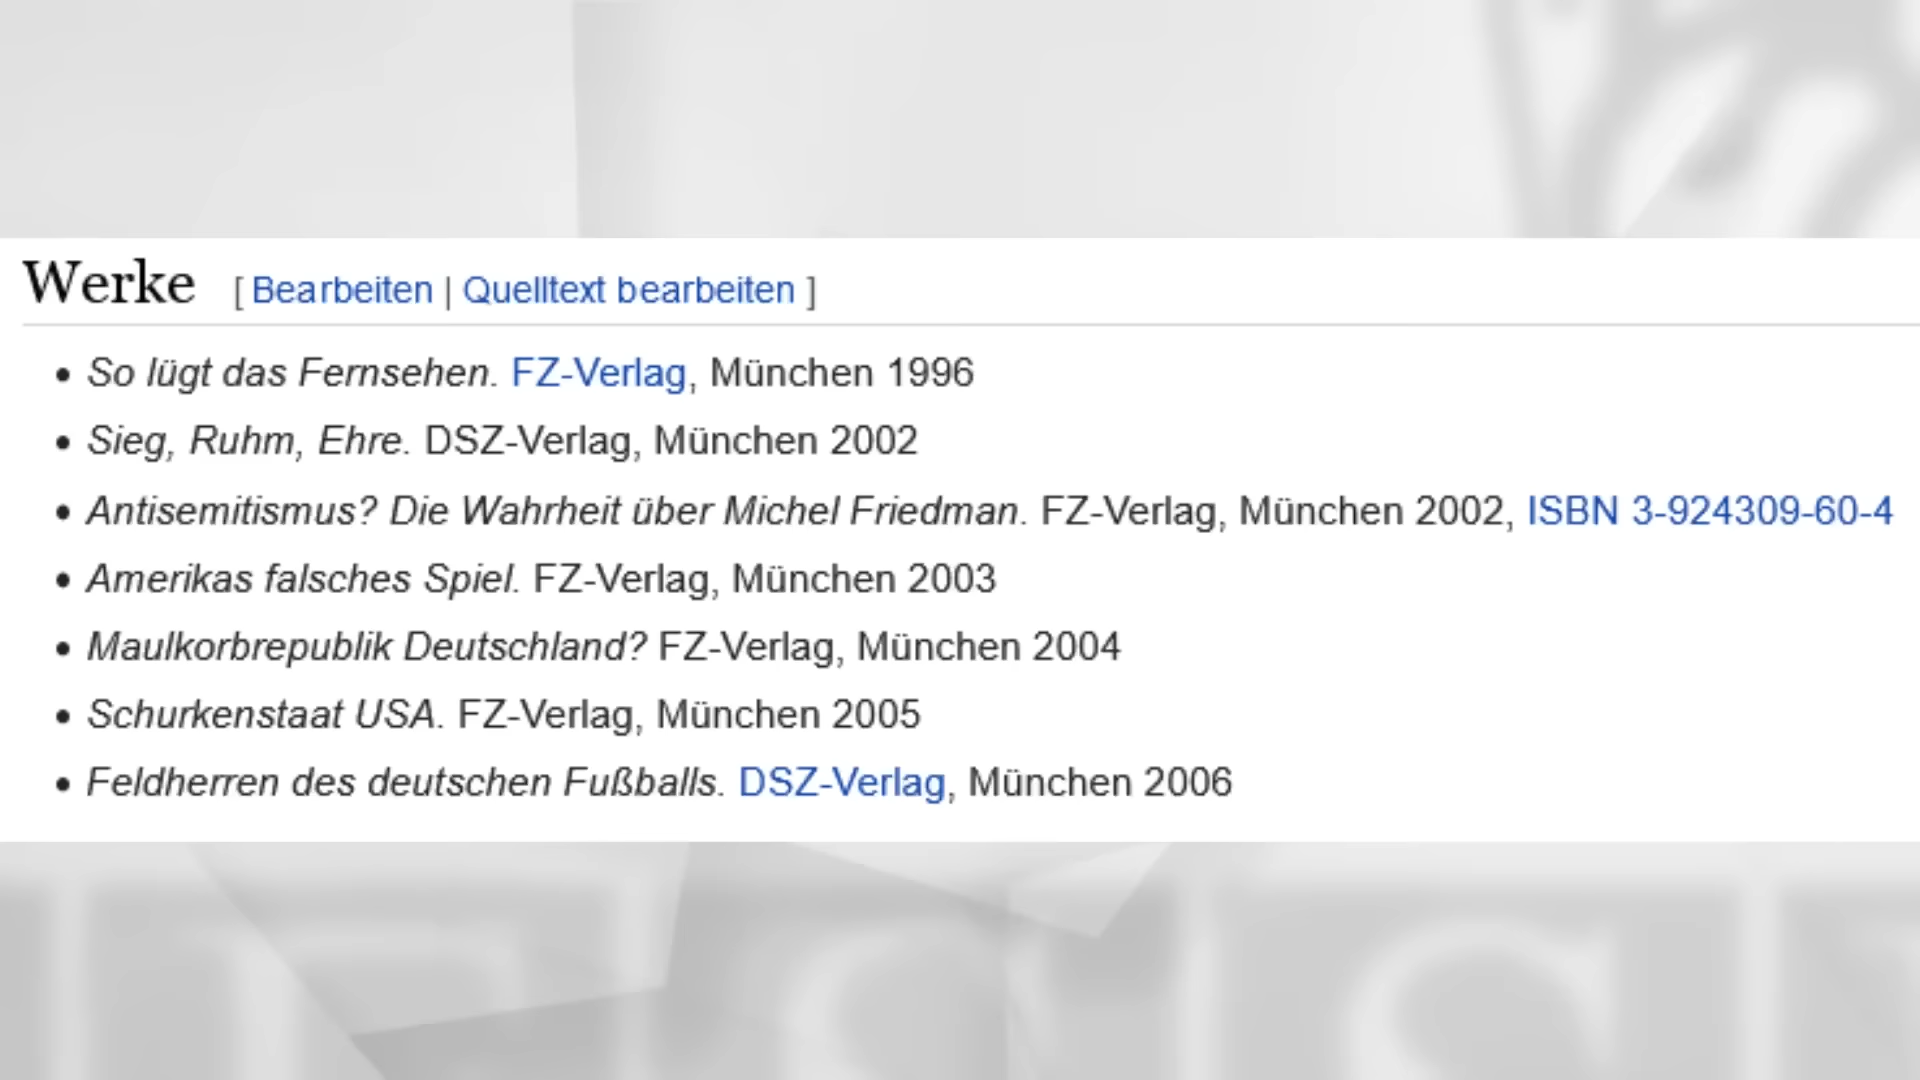 Werke [ Bearbeiten | Quelltext bearbeiten ]
• So lügt das Fernsehen. FZ-Verlag, München 1996
• Sieg, Ruhm, Ehre. DSZ-Verlag, München 2002
• Antisemitismus? Die Wahrheit über Michel Friedman. FZ-Verlag, München 2002, ISBN 3-924309-60-4
• Amerikas falsches Spiel. FZ-Verlag, München 2003
• Maulkorbrepublik Deutschland? FZ-Verlag, München 2004
• Schurkenstaat USA. FZ-Verlag, München 2005
• Feldherren des deutschen Fußballs. DSZ-Verlag, München 2006